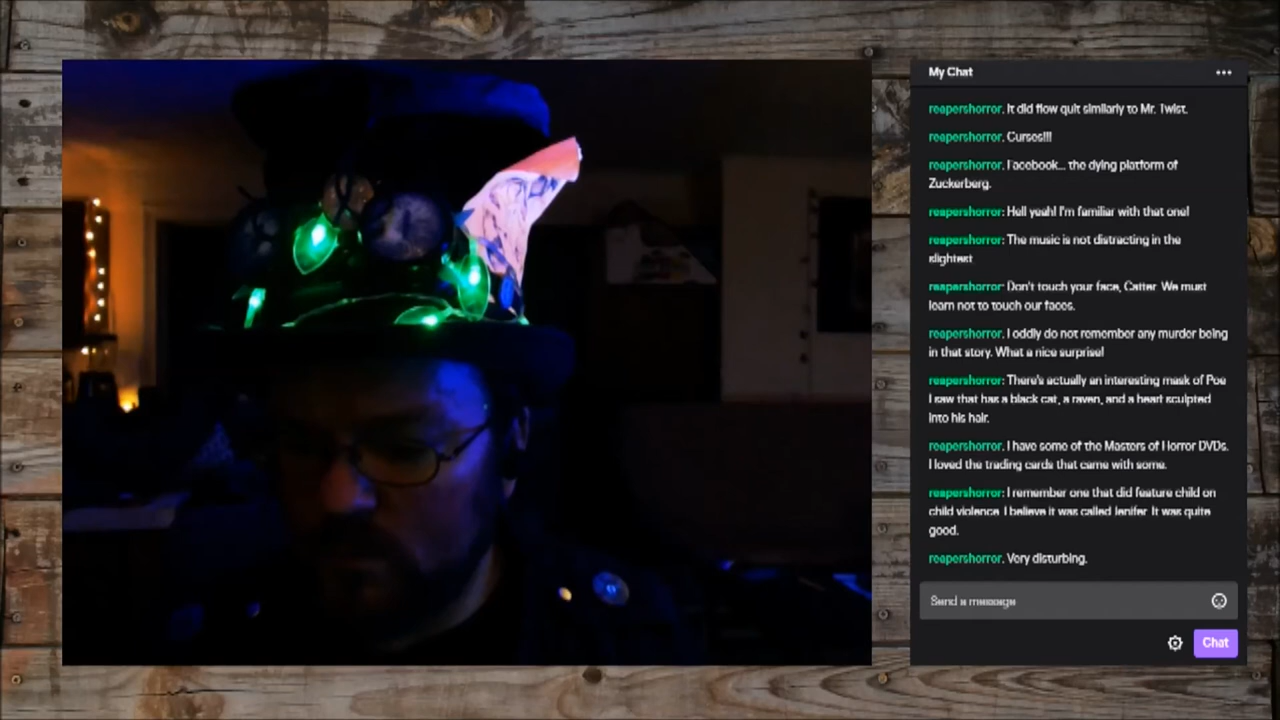 My Chat
reapershorror: It did flow quit similarly to Mr. Twist.
reapershorror: Curses!!!
reapershorror: Facebook... the dying platform of
Zuckerberg.
reapershorror: Hell yeah! I'm familiar with that one!
reapershorror: The music is not distracting in the
slightest
reapershorror: Don't touch your face, Catter. We must
learn not to touch our faces.
reapershorror: I oddly do not remember any murder being
in that story. What a nice surprise!
reapershorror: There's actually an interesting mask of Poe
I saw that has a black cat, a raven, and a heart sculpted
into his hair.
reapershorror: I have some of the Masters of Horror DVDs.
I loved the trading cards that came with some.
reapershorror: I remember one that did feature child on
child violence. I believe it was called Jenifer. It was quite
good.
reapershorror: Very disturbing.
Send a message
Chat